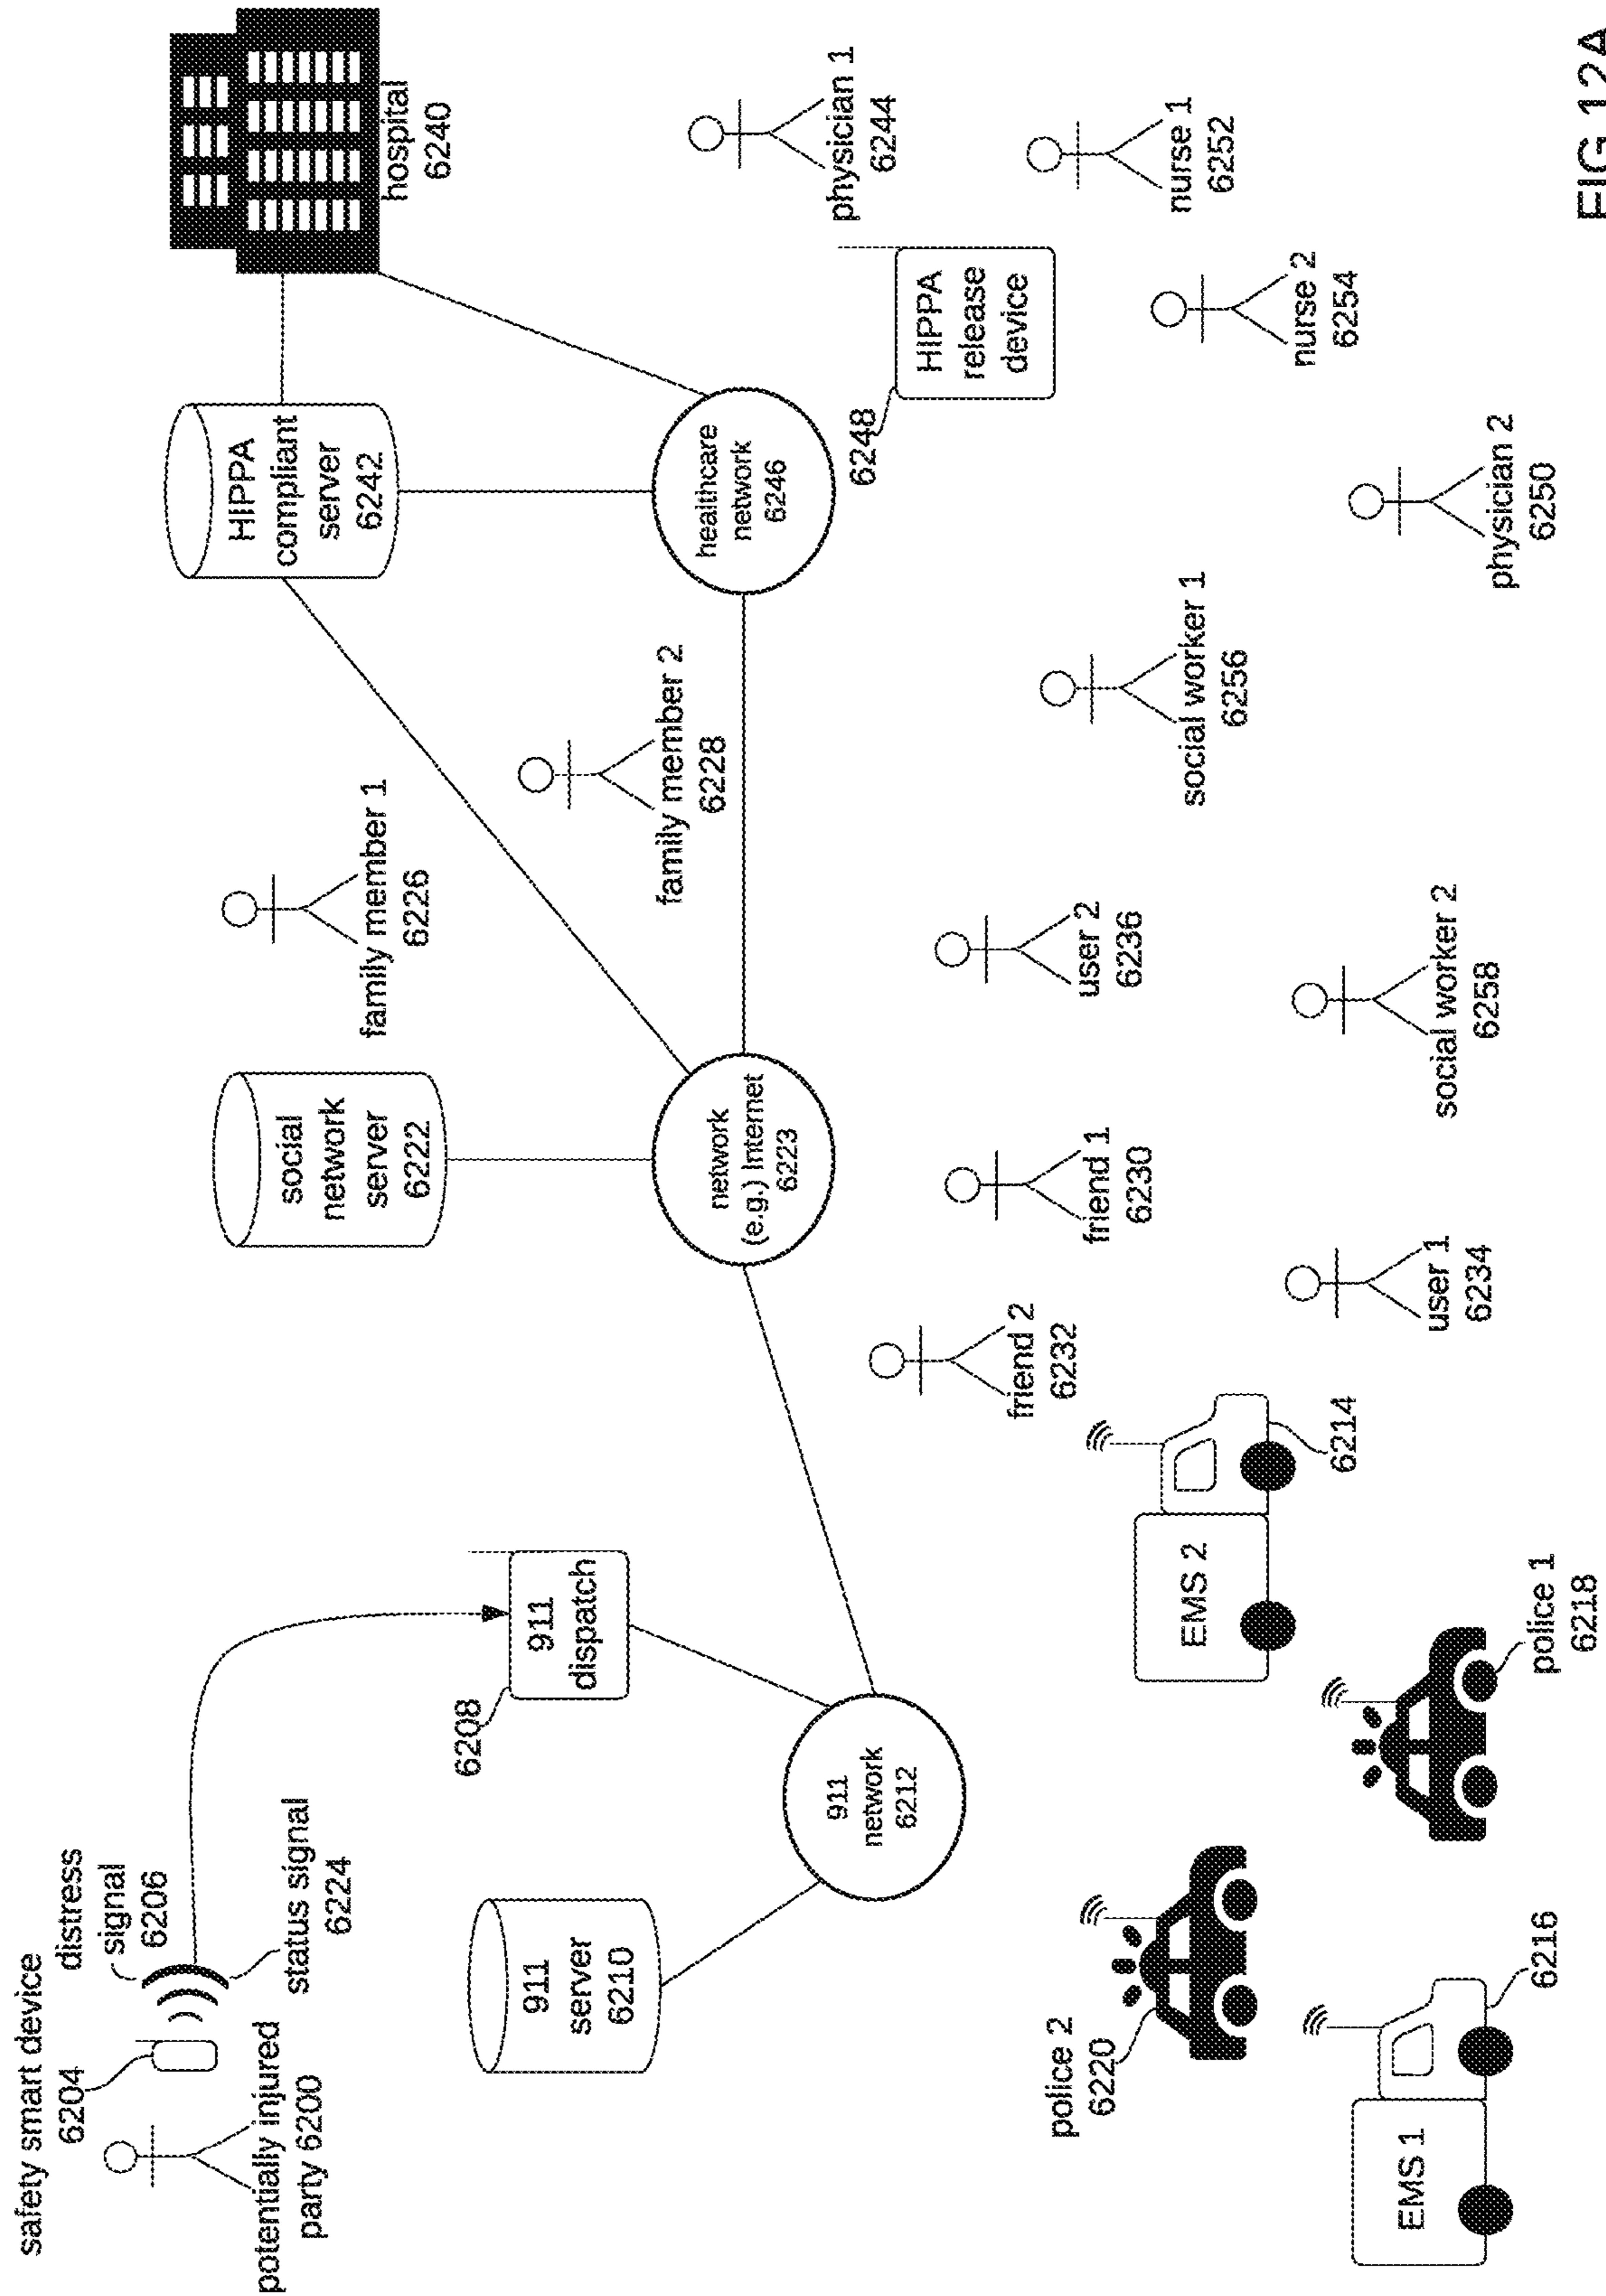 safety smart device
6204
distress
signal
6206
status signal
6224
potentially injured
party 6200
6208
911
dispatch
911
server
6210
911
network
6212
social
network
server
6222
network
(e.g.) Internet
6223
family member 1
6226
family member 2
6228
HIPPA
compliant
server
6242
healthcare
network
6246
hospital
6240
6248
HIPPA
release
device
physician 1
6244
nurse 1
6252
nurse 2
6254
physician 2
6250
social worker 1
6256
social worker 2
6258
user 2
6236
friend 1
6230
user 1
6234
friend 2
6232
EMS 2
6214
police 1
6218
police 2
6220
EMS 1
6216
FIG 12A